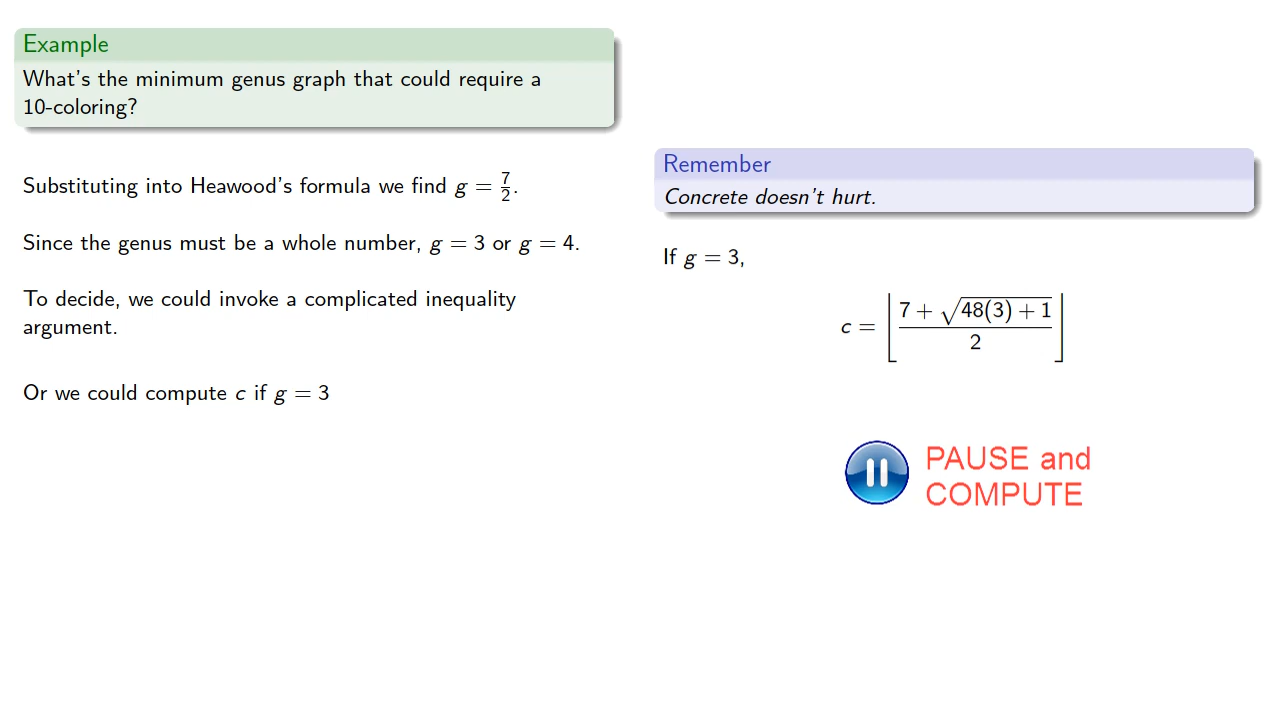 Example
What's the minimum genus graph that could require a
10-coloring?
Substituting into Heawood's formula we find g = 7/2.
Since the genus must be a whole number, g = 3 or g = 4.
To decide, we could invoke a complicated inequality
argument.
Or we could compute c if g = 3
Remember
Concrete doesn't hurt.
If g = 3,
c = ⌊(7 + √(48(3) + 1))/2⌋
PAUSE and
COMPUTE